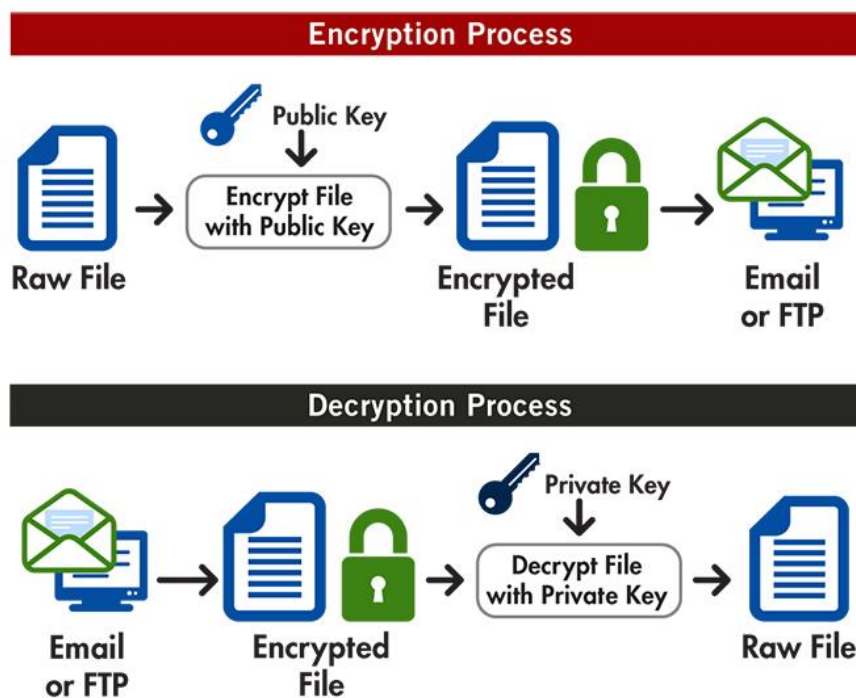 Encryption Process
Public Key
Encrypt File
with Public Key
Raw File
Encrypted
File
Email
or FTP
Decryption Process
Private Key
Decrypt File
with Private Key
Email
or FTP
Encrypted
File
Raw File